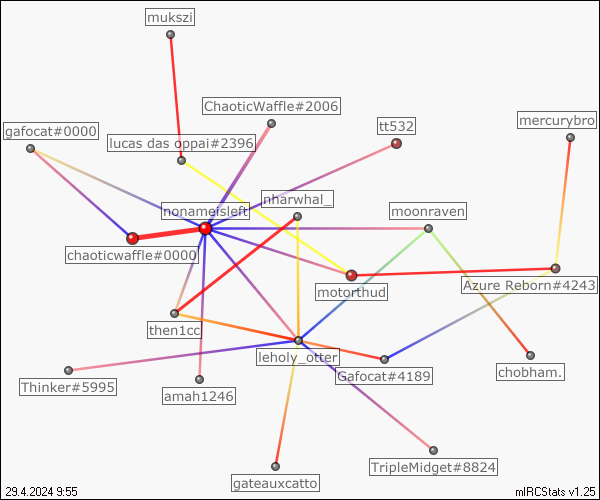 mukszi
ChaoticWaffle#2006
mercurybro
tt532
gafocat#0000
lucas das oppai#2396
nharwhal_
nonameisleft
moonraven
chaoticwaffle#0000
Azure Reborn#4243
motorthud
then1cc
leholy_otter
chobham.
Gafocat#4189
Thinker#5995
amah1246
TripleMidget#8824
gateauxcatto
29.4.2024 9:55
mIRCStats v1.25